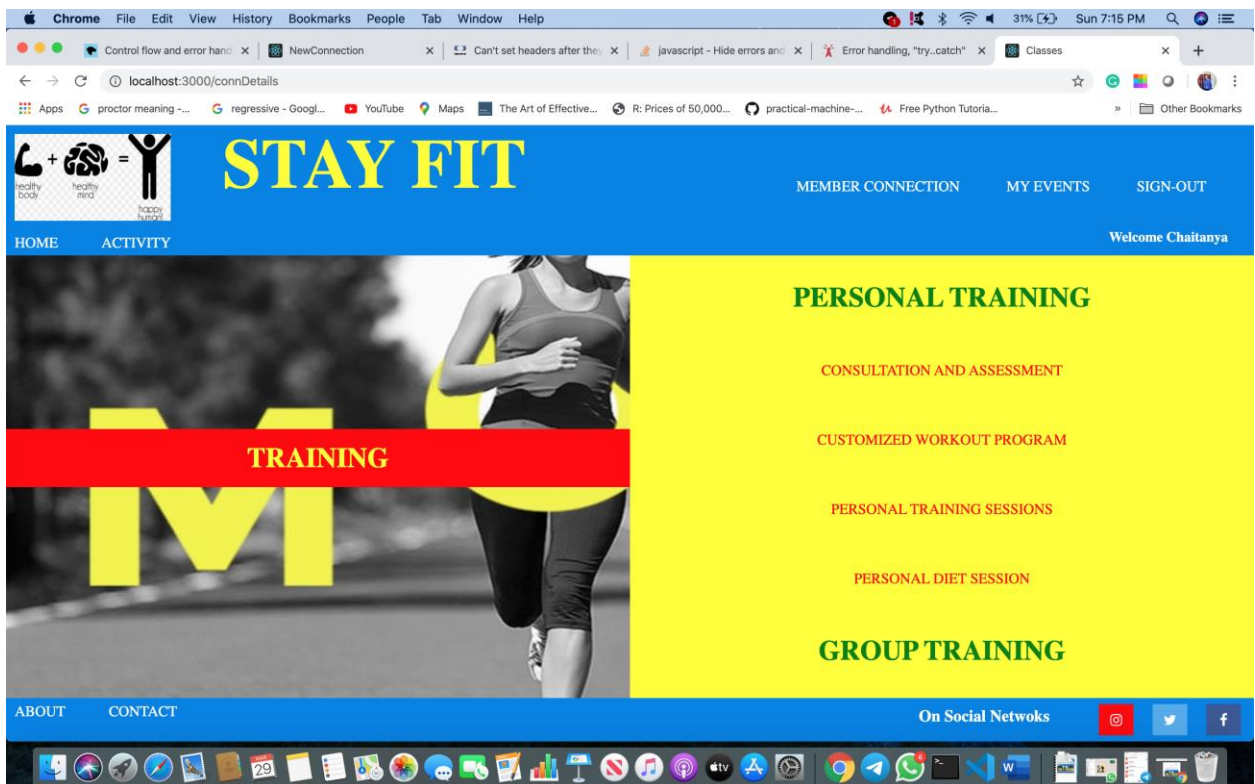 Chrome File Edit View History Bookmarks People Tab Window Help 31% Sun 7:15 PM
Control flow and error hand NewConnection Can't set headers after they javascript - Hide errors and Error handling, "try..catch" Classes
localhost:3000/connDetails
Apps proctor meaning -... regressive - Googl... YouTube Maps The Art of Effective... R: Prices of 50,000... practical-machine-... Free Python Tutoria... » Other Bookmarks
healthy body
healthy mind
happy human!
+ =
STAY FIT
MEMBER CONNECTION MY EVENTS SIGN-OUT
HOME ACTIVITY Welcome Chaitanya
PERSONAL TRAINING
CONSULTATION AND ASSESSMENT
CUSTOMIZED WORKOUT PROGRAM
M
TRAINING
PERSONAL TRAINING SESSIONS
PERSONAL DIET SESSION
GROUP TRAINING
ABOUT CONTACT On Social Netwoks
29
tv
W